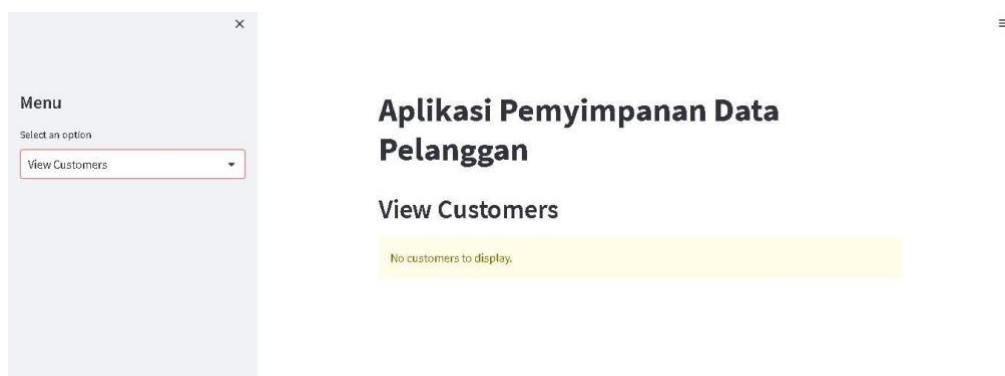 Menu
Select an option
View Customers
Aplikasi Pemyimpanan Data
Pelanggan
View Customers
No customers to display.